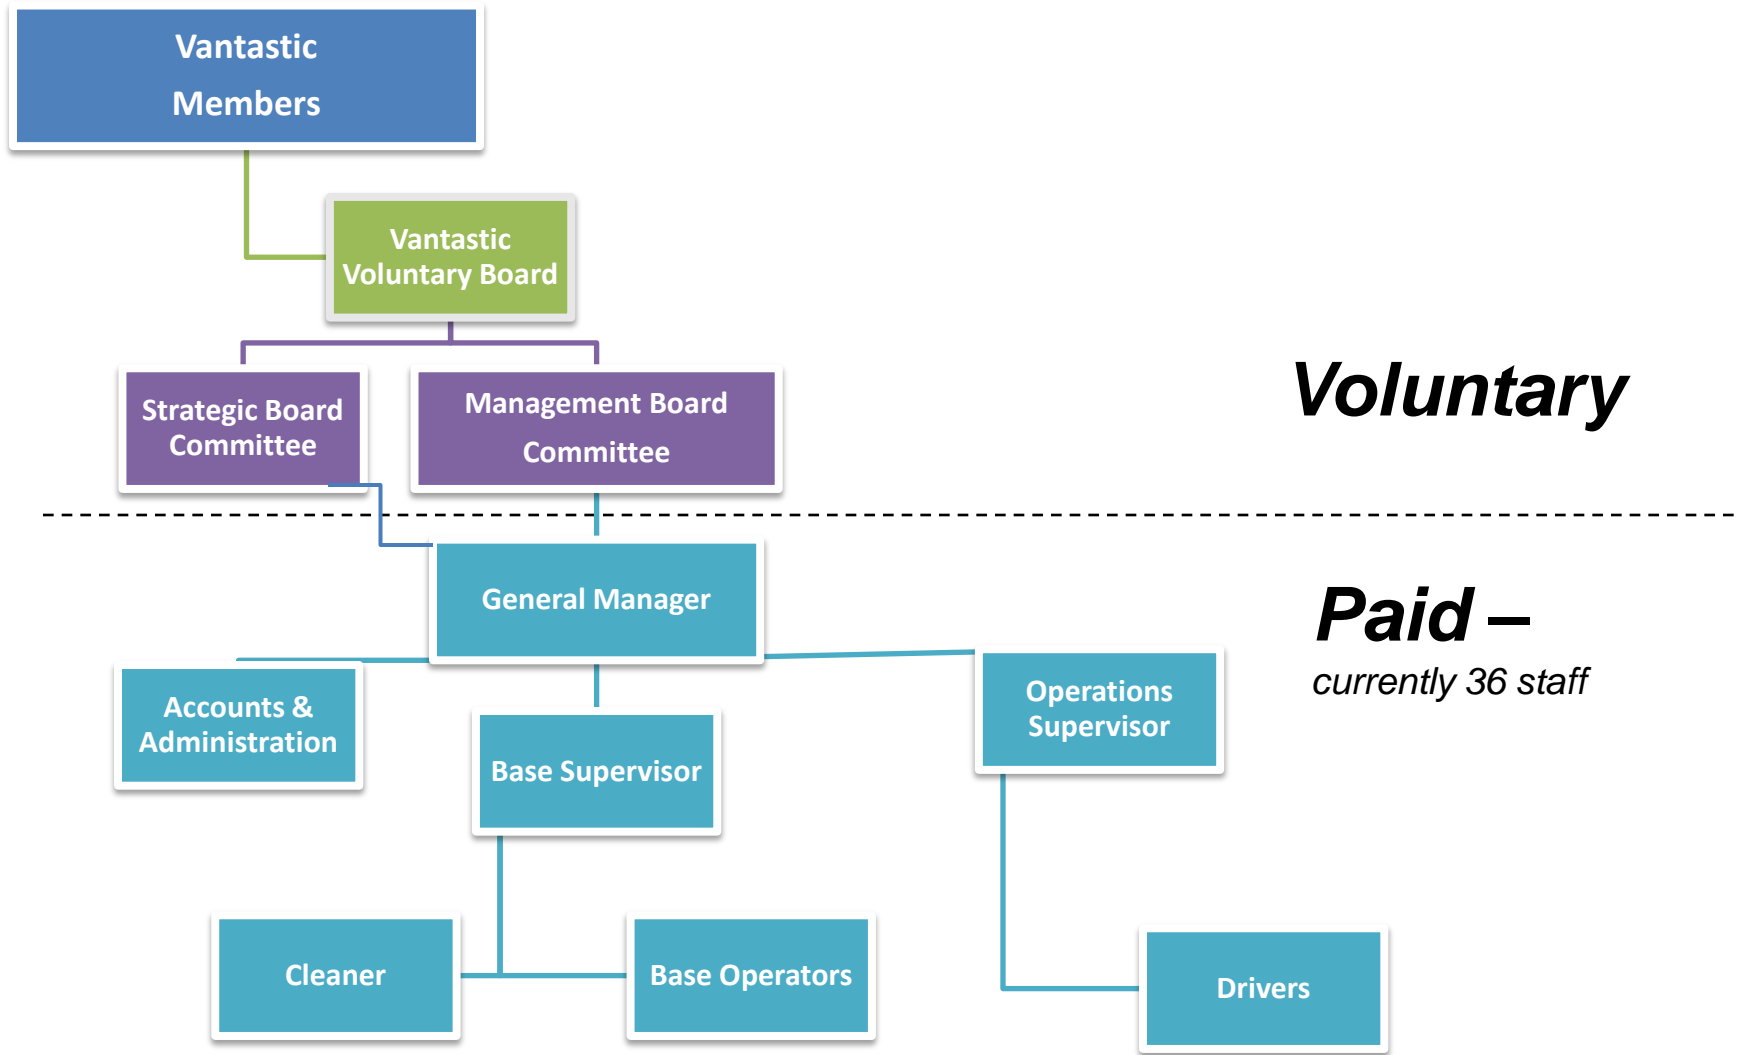 Vantastic
Members
Vantastic
Voluntary Board
Strategic Board
Committee
Management Board
Committee
Voluntary
General Manager
Paid –
currently 36 staff
Accounts &
Administration
Base Supervisor
Operations
Supervisor
Cleaner
Base Operators
Drivers